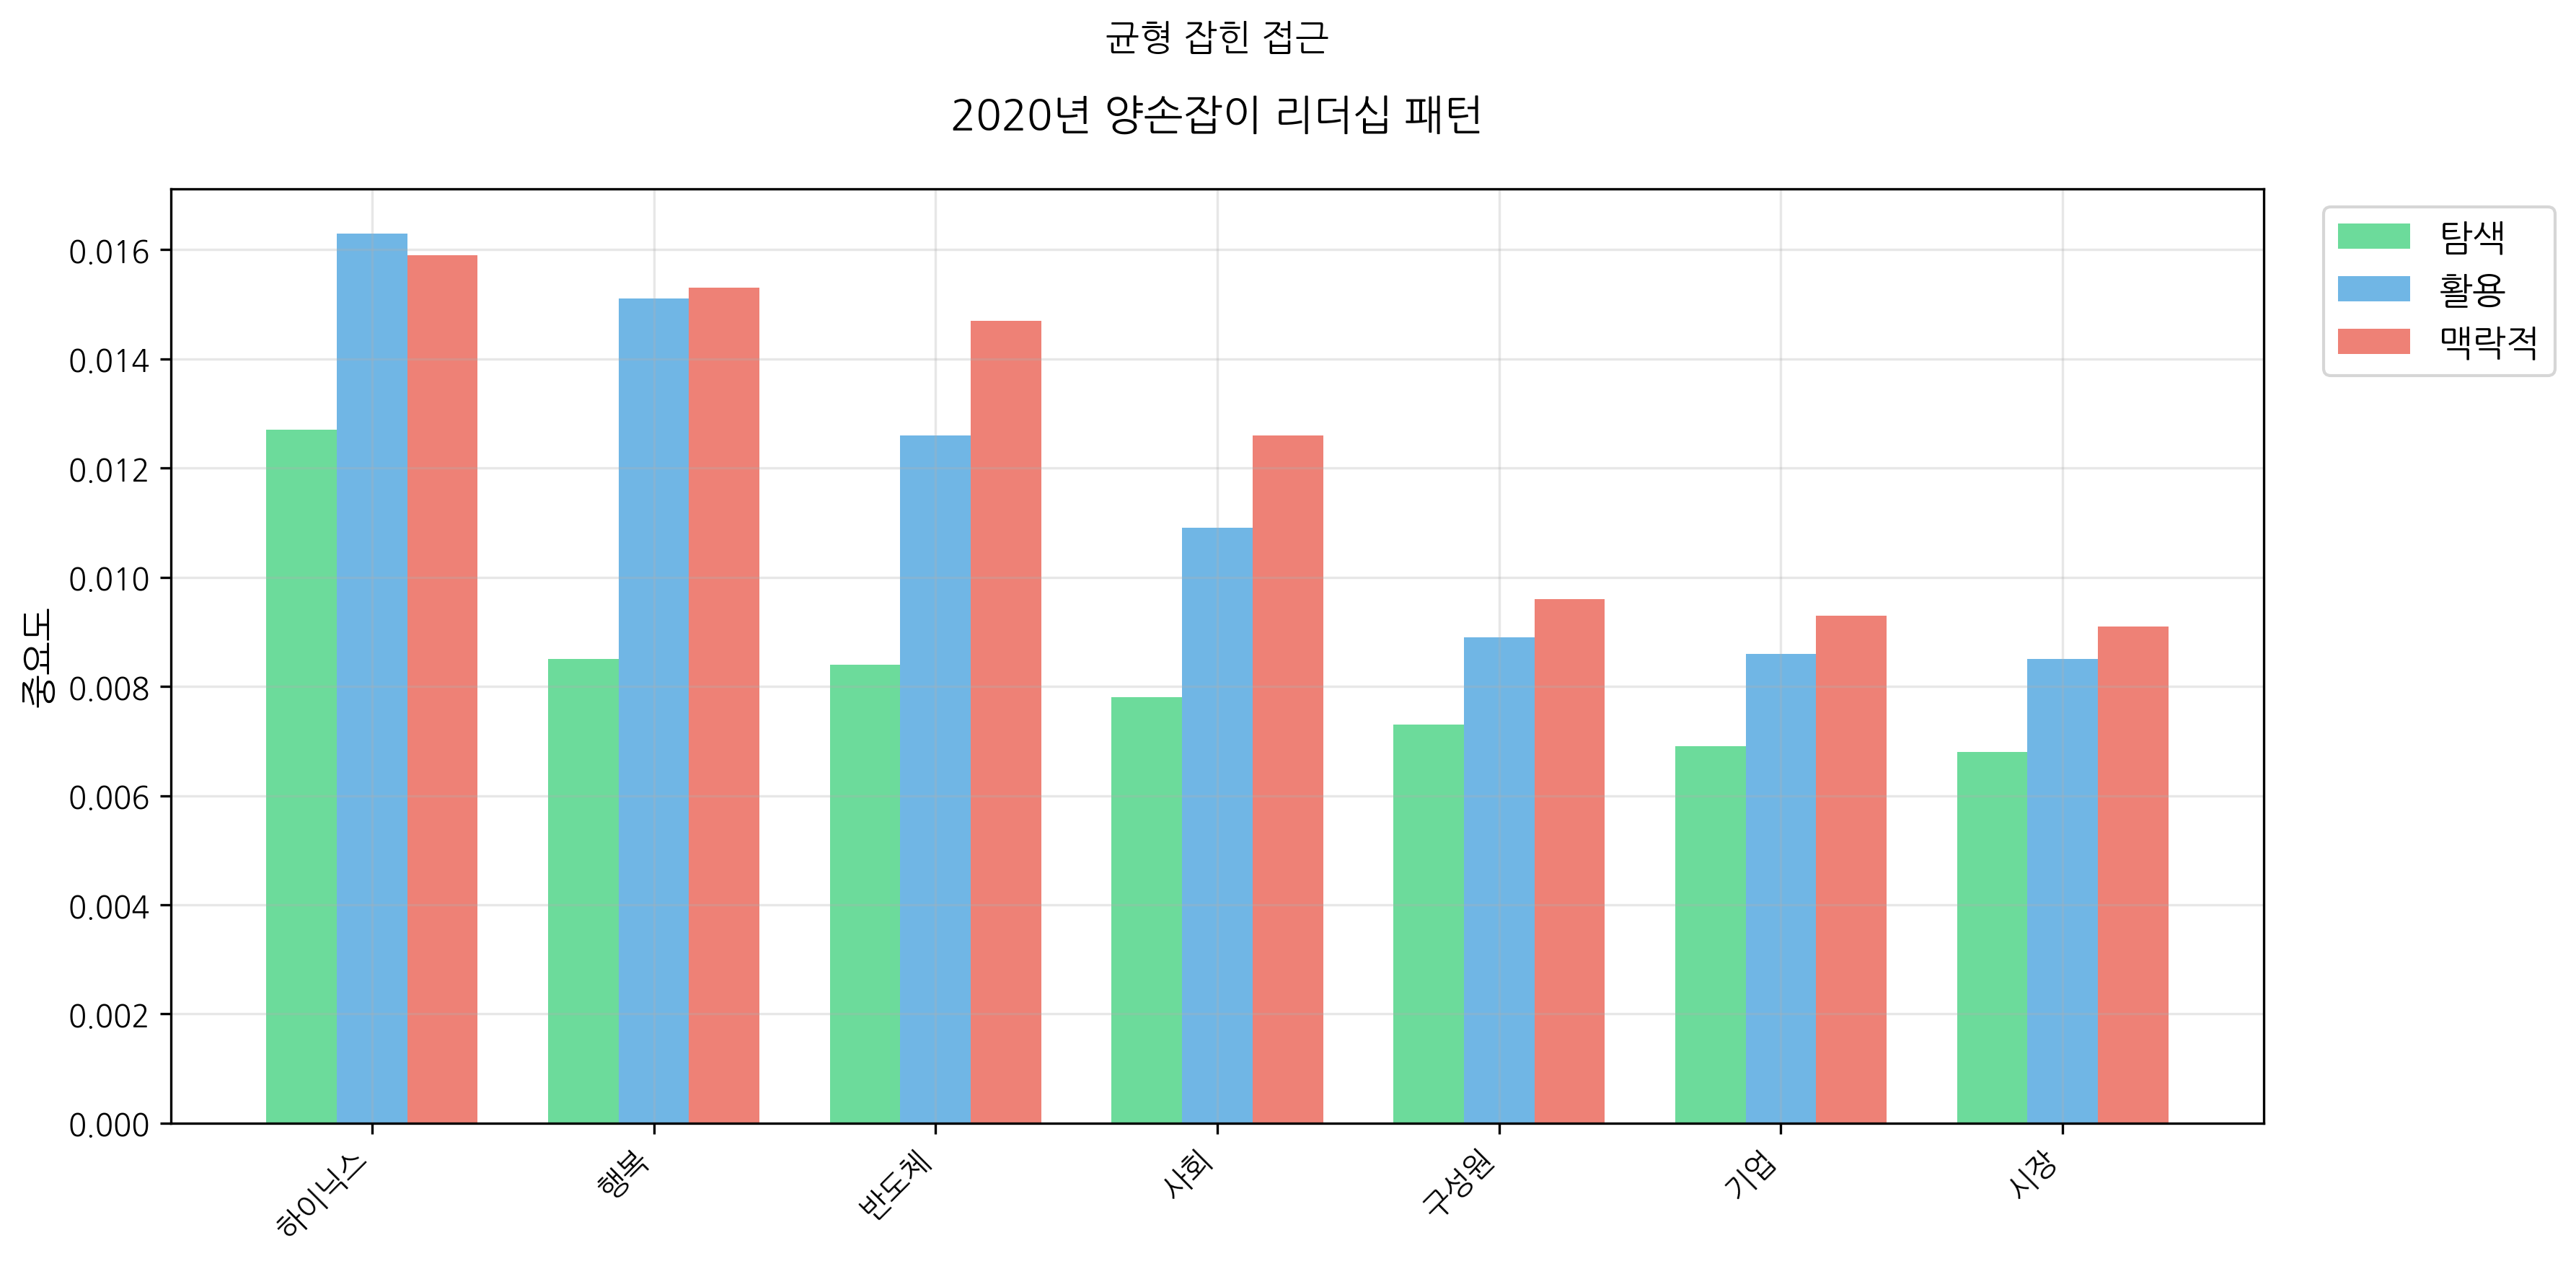 균형 잡힌 접근
2020년 양손잡이 리더십 패턴
중요도
0.016
0.014
0.012
0.010
0.008
0.006
0.004
0.002
0.000
하이닉스
행복
반도체
사회
구성원
기업
시장
탐색
활용
맥락적